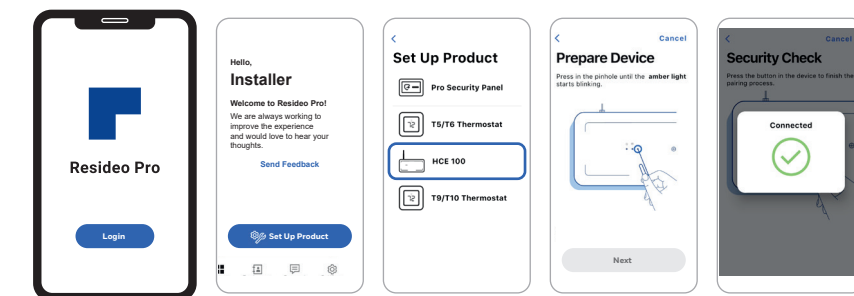 Resideo Pro
Login
Hello,
Installer
Welcome to Resideo Pro!
We are always working to
improve the experience
and would love to hear your
thoughts.
Send Feedback
Set Up Product
Set Up Product
Pro Security Panel
T5/T6 Thermostat
HCE 100
T9/T10 Thermostat
Cancel
Prepare Device
Press in the pinhole until the amber light
starts blinking.
Next
Cancel
Security Check
Press the button in the device to finish the
pairing process.
Connected